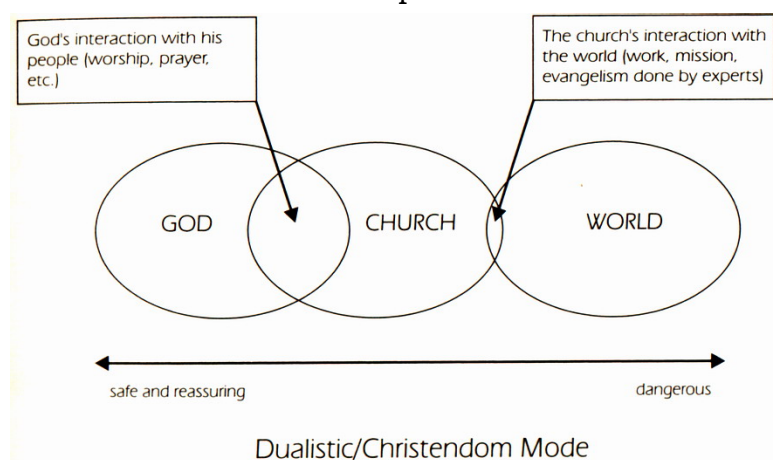 God's interaction with his
people (worship, prayer,
etc.)
The church's interaction with
the world (work, mission,
evangelism done by experts)
GOD
CHURCH
WORLD
safe and reassuring
dangerous
Dualistic/Christendom Mode